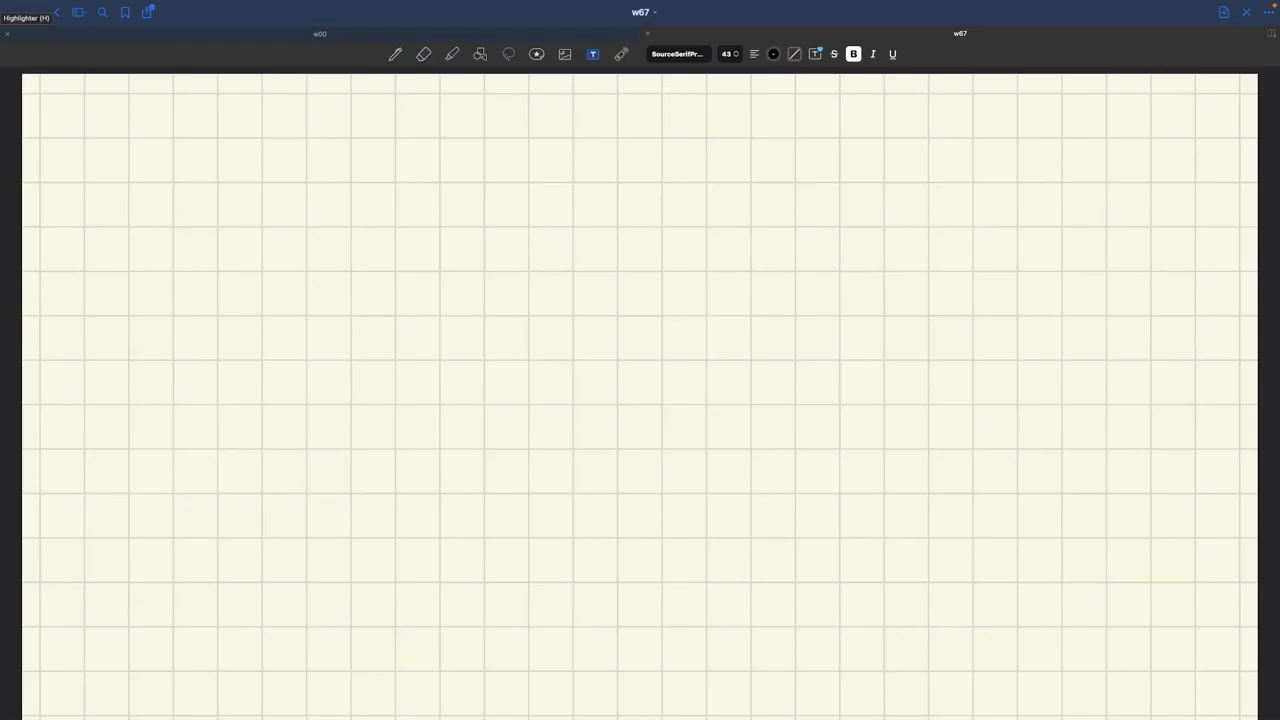 Highlighter (H)
w67
w00
w67
SourceSerifPr...
43
T
T
S
B
I
U